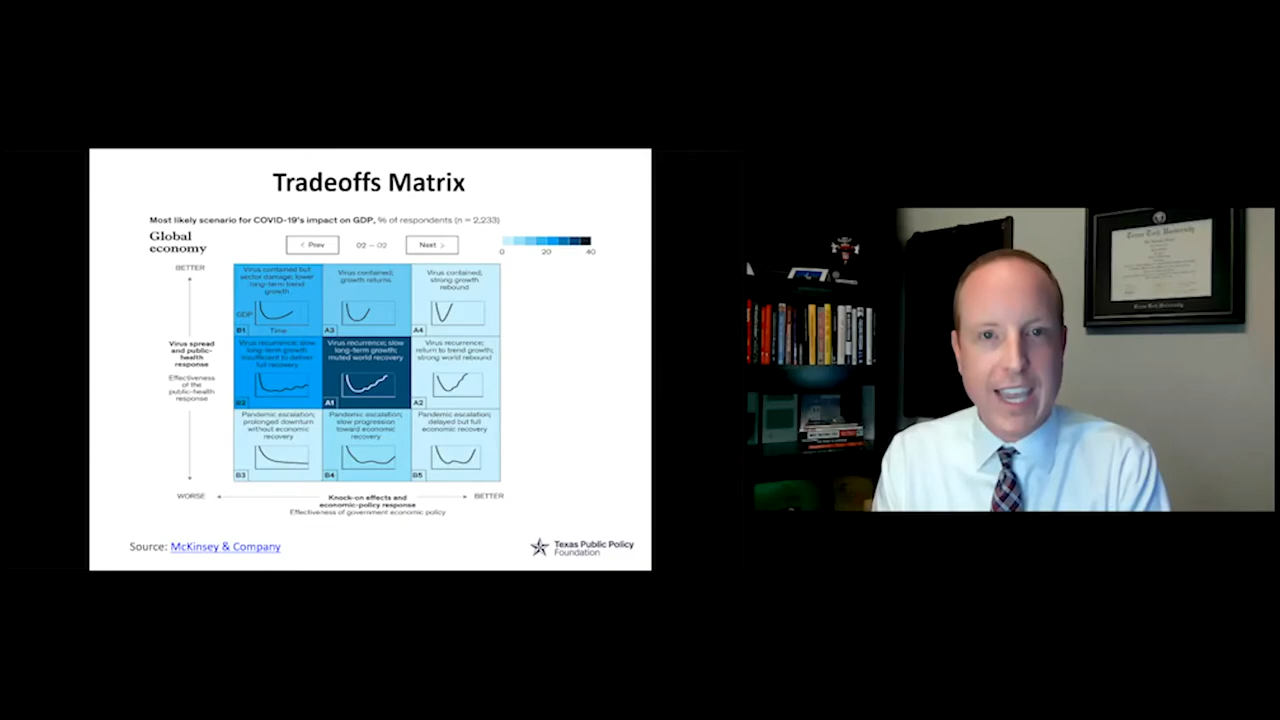 Tradeoffs Matrix
Most likely scenario for COVID-19's impact on GDP, % of respondents (n = 2,233)
Global
economy
< Prev
02 – 02
Next >
0
20
40
BETTER
Virus spread
and public-
health
response
Effectiveness
of the
public-health
response
WORSE
Virus contained but
sector damage; lower
long-term trend
growth
GDP
Time
B1
Virus contained;
growth returns
A3
Virus contained;
strong growth
rebound
A4
Virus recurrence; slow
long-term growth
insufficient to deliver
full recovery
B2
Virus recurrence; slow
long-term growth;
muted world recovery
A1
Virus recurrence;
return to trend growth;
strong world rebound
A2
Pandemic escalation;
prolonged downturn
without economic
recovery
B3
Pandemic escalation;
slow progression
toward economic
recovery
B4
Pandemic escalation;
delayed but full
economic recovery
B5
Knock-on effects and
economic-policy response
Effectiveness of government economic policy
BETTER
Source: McKinsey & Company
Texas Public Policy
Foundation
Texas Tech University